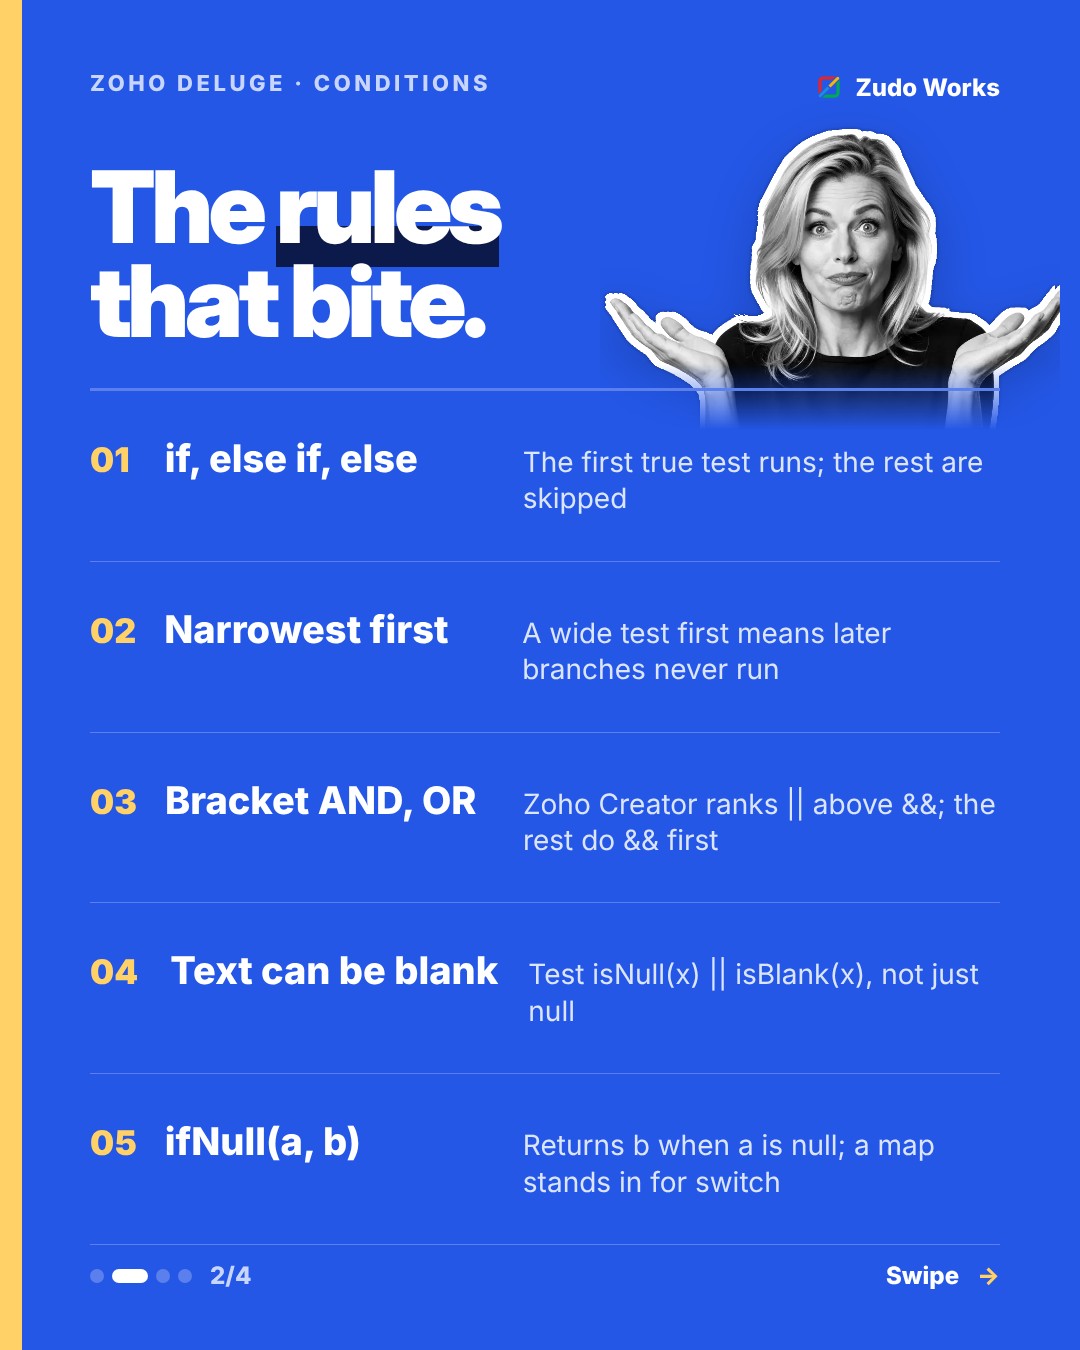 ZOHO DELUGE · CONDITIONS
Zudo Works
The rules
that bite.
01 if, else if, else
The first true test runs; the rest are
skipped
02 Narrowest first
A wide test first means later
branches never run
03 Bracket AND, OR
Zoho Creator ranks || above &&; the
rest do && first
04 Text can be blank
Test isNull(x) || isBlank(x), not just
null
05 ifNull(a, b)
Returns b when a is null; a map
stands in for switch
2/4
Swipe →